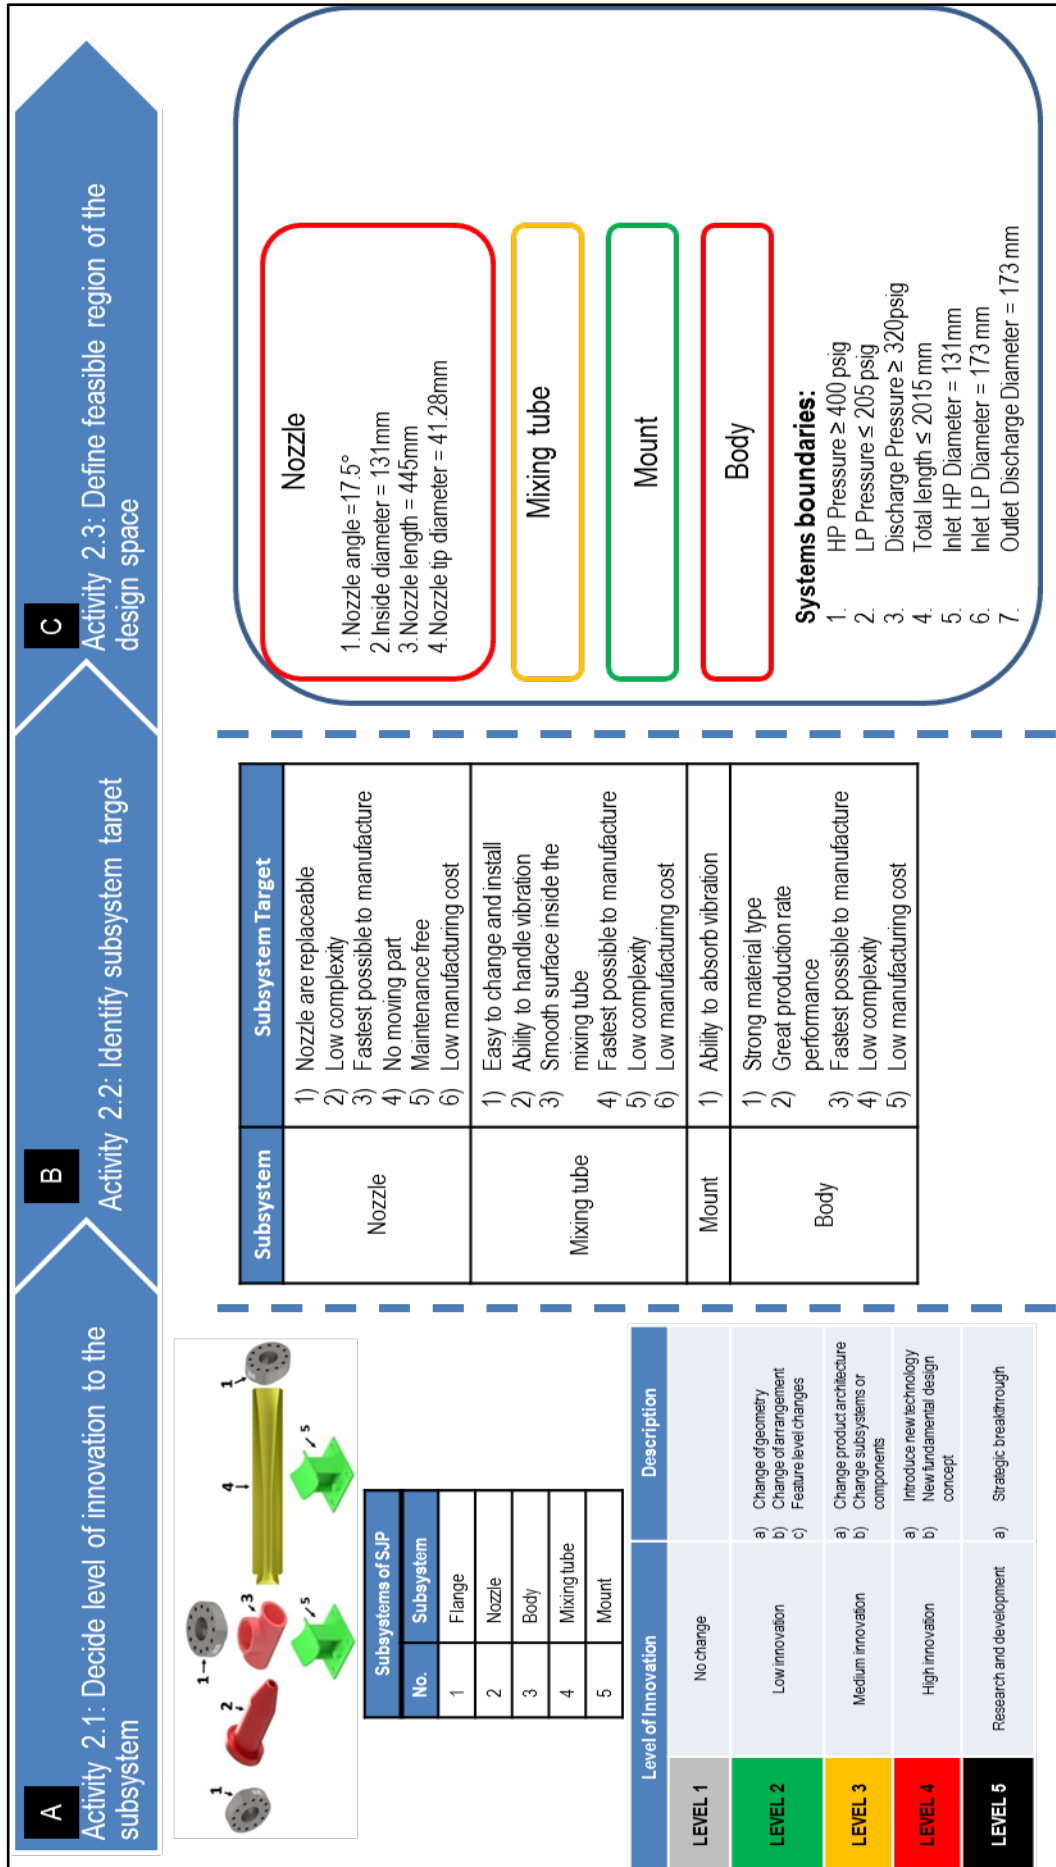 A
Activity 2.1: Decide level of innovation to the
subsystem
B
Activity 2.2: Identify subsystem target
C
Activity 2.3: Define feasible region of the
design space
1
2
1
3
5
4
1
5
Subsystems of SJP
No. Subsystem
1 Flange
2 Nozzle
3 Body
4 Mixing tube
5 Mount
Level of Innovation Description
LEVEL 1 No change
LEVEL 2 Low innovation
a) Change of geometry
b) Change of arrangement
c) Feature level changes
LEVEL 3 Medium innovation
a) Change product architecture
b) Change subsystems or
components
LEVEL 4 High innovation
a) Introduce new technology
b) New fundamental design
concept
LEVEL 5 Research and development
a) Strategic breakthrough
Subsystem Subsystem Target
Nozzle
1) Nozzle are replaceable
2) Low complexity
3) Fastest possible to manufacture
4) No moving part
5) Maintenance free
6) Low manufacturing cost
Mixing tube
1) Easy to change and install
2) Ability to handle vibration
3) Smooth surface inside the
mixing tube
4) Fastest possible to manufacture
5) Low complexity
6) Low manufacturing cost
Mount
1) Ability to absorb vibration
Body
1) Strong material type
2) Great production rate
performance
3) Fastest possible to manufacture
4) Low complexity
5) Low manufacturing cost
Nozzle
1.Nozzle angle =17.5°
2.Inside diameter = 131mm
3.Nozzle length = 445mm
4.Nozzle tip diameter = 41.28mm
Mixing tube
Mount
Body
Systems boundaries:
1. HP Pressure ≥ 400 psig
2. LP Pressure ≤ 205 psig
3. Discharge Pressure ≥ 320psig
4. Total length ≤ 2015 mm
5. Inlet HP Diameter = 131mm
6. Inlet LP Diameter = 173 mm
7. Outlet Discharge Diameter = 173 mm